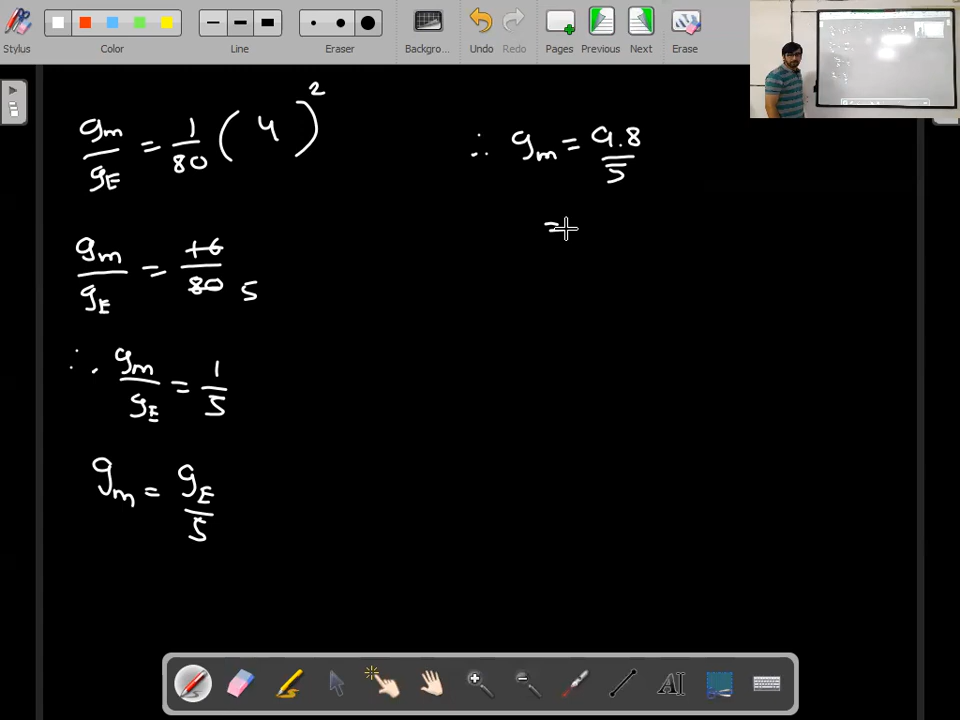 Stylus
Color
Line
Eraser
Backgro...
Undo
Redo
Pages
Previous
Next
Erase
gm/gE = 1/80 (4)²
gm/gE = 16/80 5
∴ gm/gE = 1/5
gm = gE/5
∴ gm = 9.8/5
=
AI